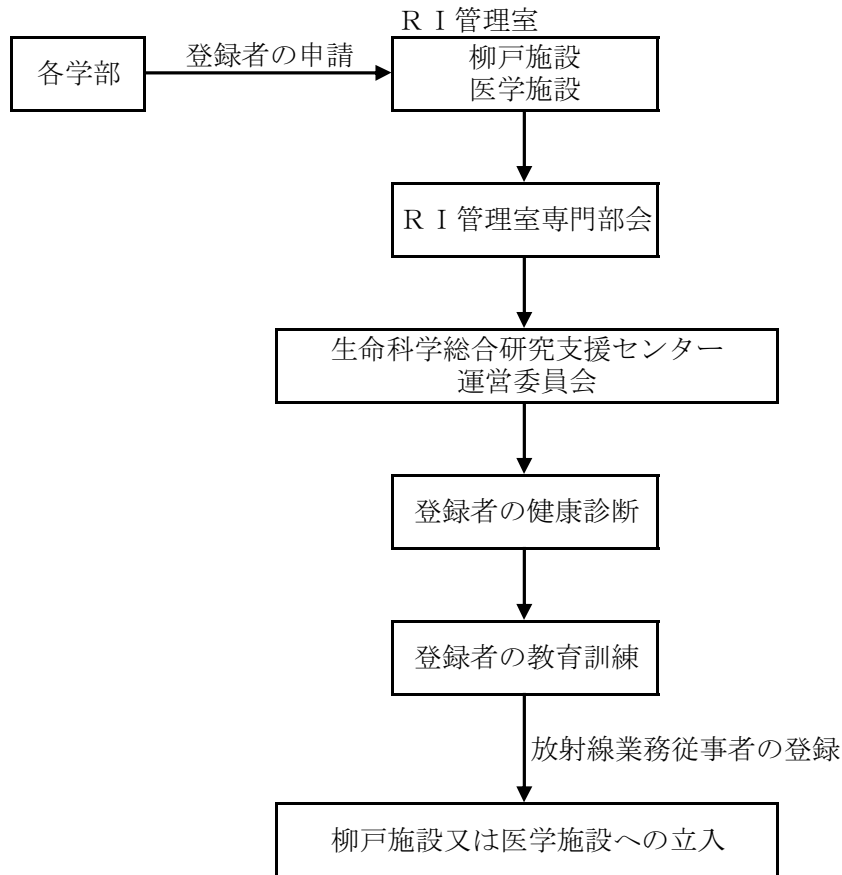 ＲＩ管理室
各学部
登録者の申請
柳戸施設
医学施設
ＲＩ管理室専門部会
生命科学総合研究支援センター
運営委員会
登録者の健康診断
登録者の教育訓練
放射線業務従事者の登録
柳戸施設又は医学施設への立入